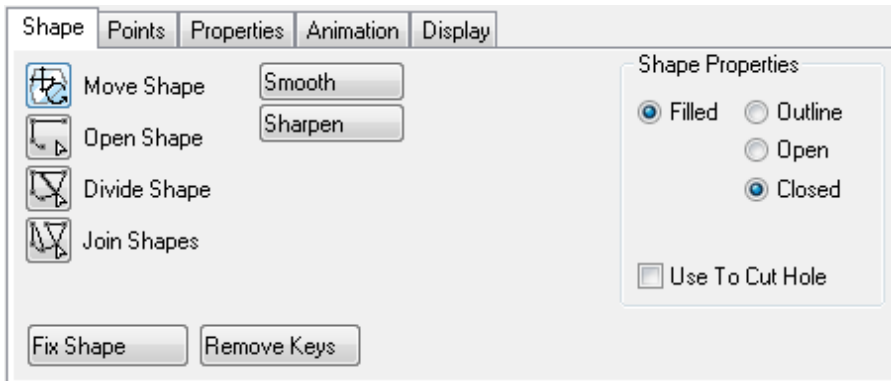 Shape Points Properties Animation Display
Move Shape
Open Shape
Divide Shape
Join Shapes
Smooth
Sharpen
Shape Properties
Filled Outline
Open
Closed
Use To Cut Hole
Fix Shape Remove Keys